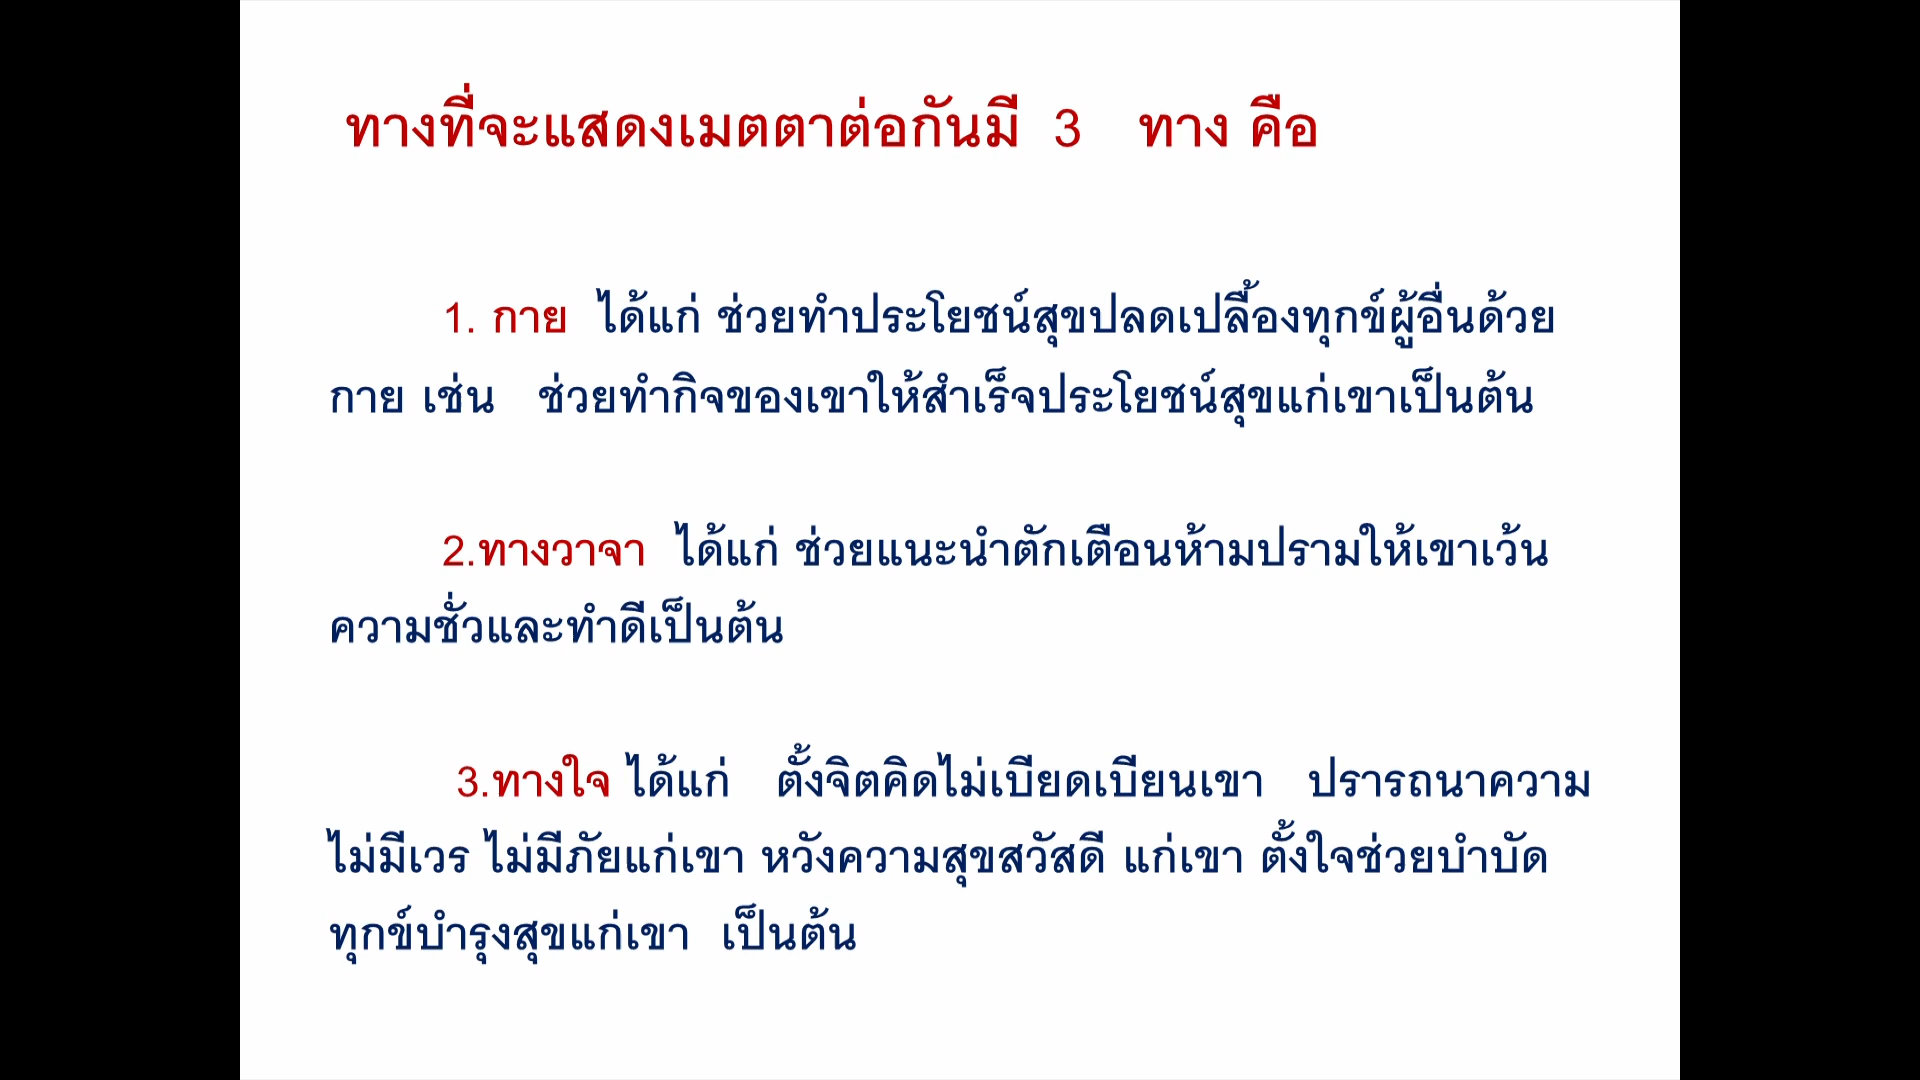 ทางที่จะแสดงเมตตาต่อกันมี 3 ทาง คือ
1. กาย ได้แก่ ช่วยทำประโยชน์สุขปลดเปลื้องทุกข์ผู้อื่นด้วย
กาย เช่น ช่วยทำกิจของเขาให้สำเร็จประโยชน์สุขแก่เขาเป็นต้น
2.ทางวาจา ได้แก่ ช่วยแนะนำตักเตือนห้ามปรามให้เขาเว้น
ความชั่วและทำดีเป็นต้น
3.ทางใจ ได้แก่ ตั้งจิตคิดไม่เบียดเบียนเขา ปรารถนาความ
ไม่มีเวร ไม่มีภัยแก่เขา หวังความสุขสวัสดี แก่เขา ตั้งใจช่วยบำบัด
ทุกข์บำรุงสุขแก่เขา เป็นต้น